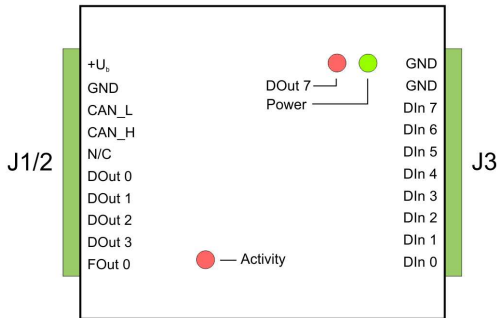 J1/2
+Ub
GND
CAN_L
CAN_H
N/C
DOut 0
DOut 1
DOut 2
DOut 3
FOut 0
DOut 7
Power
Activity
GND
GND
DIn 7
DIn 6
DIn 5
DIn 4
DIn 3
DIn 2
DIn 1
DIn 0
J3